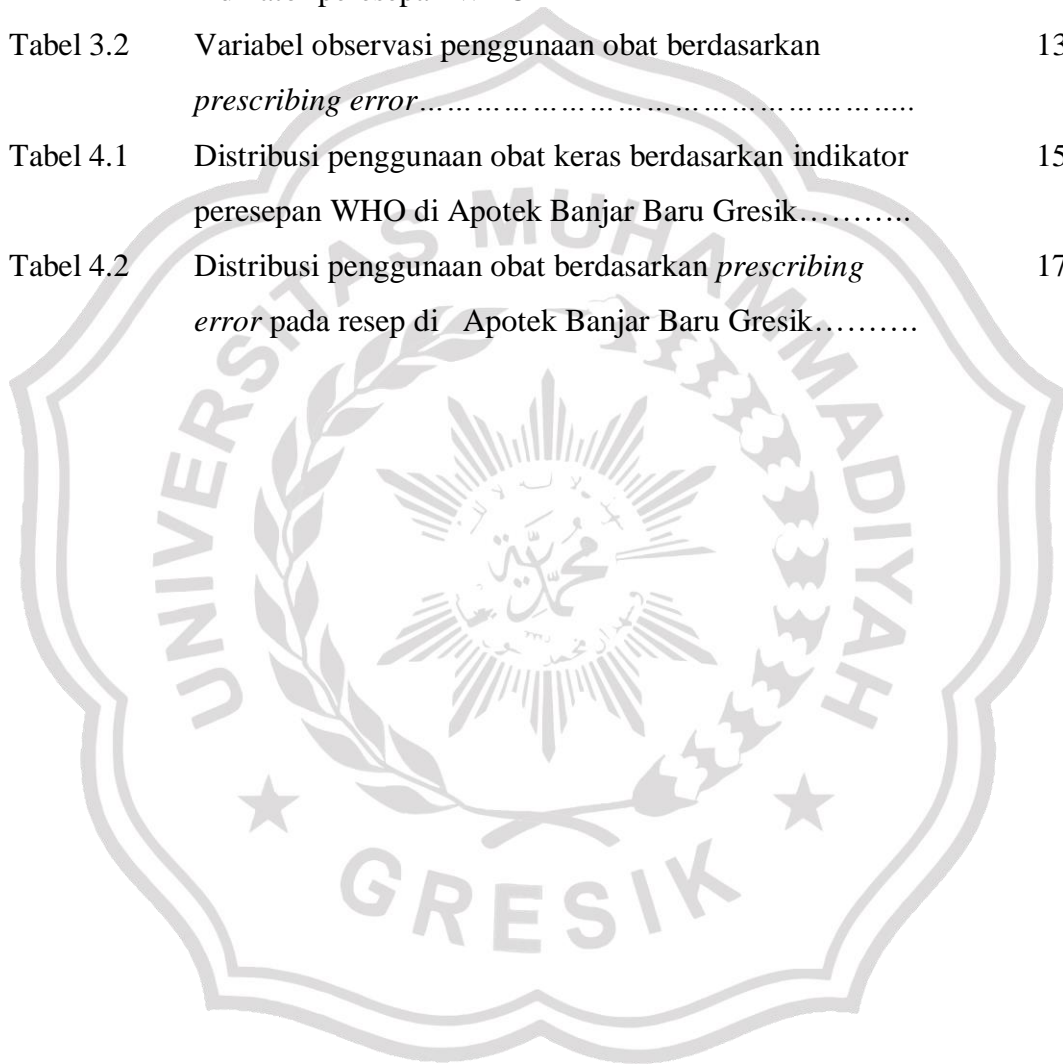 peresepan WHO
Tabel 3.2 Variabel observasi penggunaan obat berdasarkan 13
prescribing error……………………………………………..
Tabel 4.1 Distribusi penggunaan obat keras berdasarkan indikator 15
peresepan WHO di Apotek Banjar Baru Gresik………..
Tabel 4.2 Distribusi penggunaan obat berdasarkan prescribing 17
error pada resep di Apotek Banjar Baru Gresik……….
UNIVERSITAS MUHAMMADIYAH
GRESIK